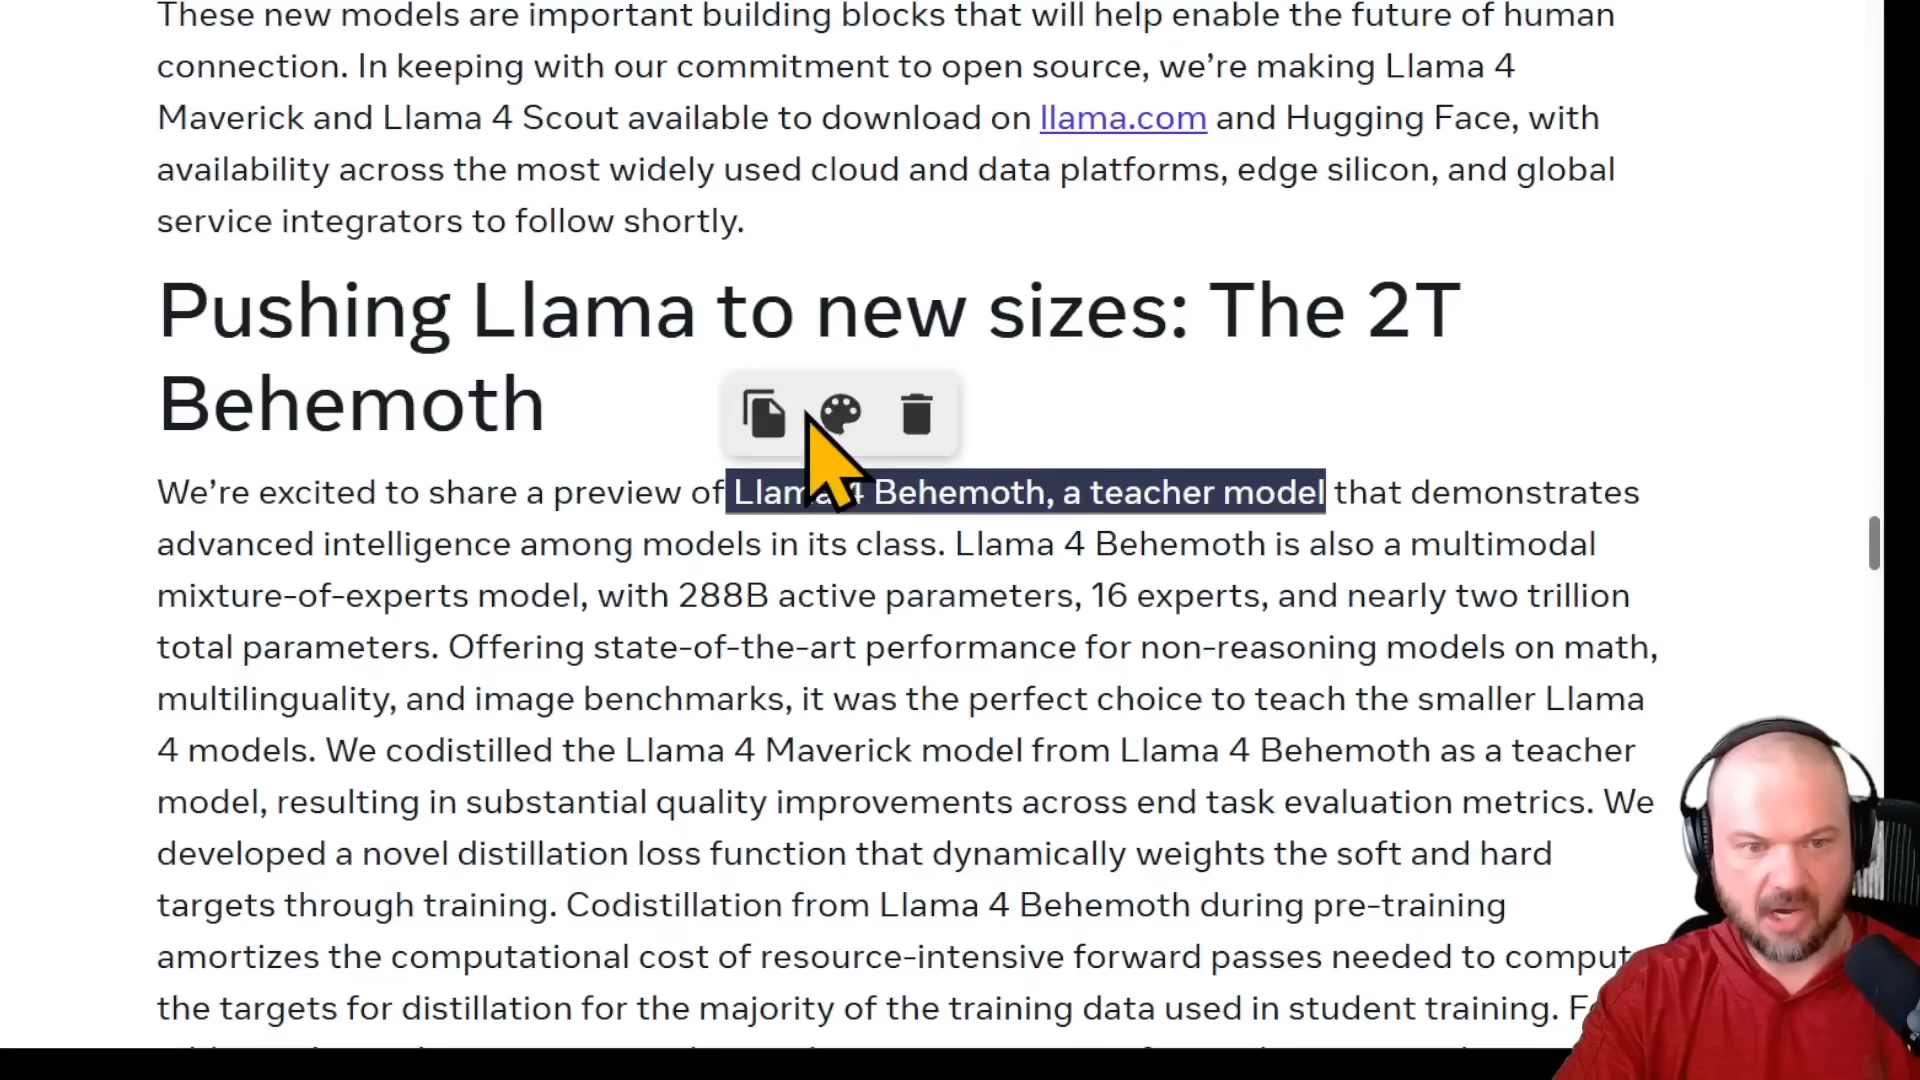 These new models are important building blocks that will help enable the future of human
connection. In keeping with our commitment to open source, we’re making Llama 4
Maverick and Llama 4 Scout available to download on llama.com and Hugging Face, with
availability across the most widely used cloud and data platforms, edge silicon, and global
service integrators to follow shortly.
Pushing Llama to new sizes: The 2T
Behemoth
We’re excited to share a preview of Llama 4 Behemoth, a teacher model that demonstrates
advanced intelligence among models in its class. Llama 4 Behemoth is also a multimodal
mixture-of-experts model, with 288B active parameters, 16 experts, and nearly two trillion
total parameters. Offering state-of-the-art performance for non-reasoning models on math,
multilinguality, and image benchmarks, it was the perfect choice to teach the smaller Llama
4 models. We codistilled the Llama 4 Maverick model from Llama 4 Behemoth as a teacher
model, resulting in substantial quality improvements across end task evaluation metrics. We
developed a novel distillation loss function that dynamically weights the soft and hard
targets through training. Codistillation from Llama 4 Behemoth during pre-training
amortizes the computational cost of resource-intensive forward passes needed to comput
the targets for distillation for the majority of the training data used in student training.